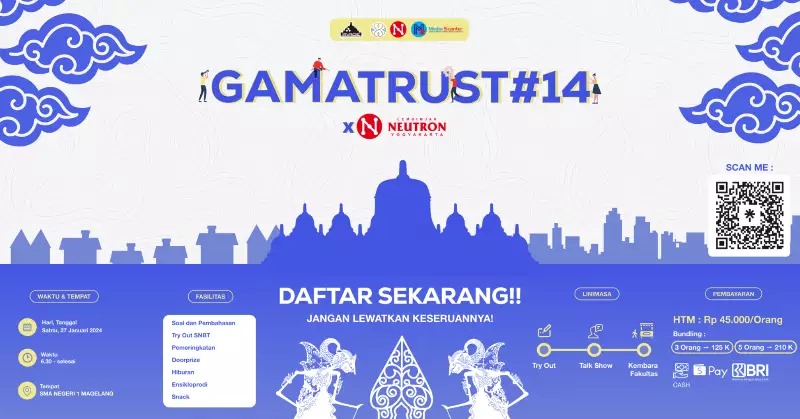 GAMATRUST#14
x N LEMBIMJAR
NEUTRON
YOGYAKARTA
SCAN ME :
WAKTU & TEMPAT
Hari, Tanggal
Sabtu, 27 Januari 2024
Waktu
6.30 - selesai
Tempat
SMA NEGERI 1 MAGELANG
FASILITAS
Soal dan Pembahasan
Try Out SNBT
Pemeringkatan
Doorprize
Hiburan
Ensikloprodi
Snack
DAFTAR SEKARANG!!
JANGAN LEWATKAN KESERUANNYA!
LINIMASA
Try Out
Talk Show
Kembara
Fakultas
PEMBAYARAN
HTM : Rp 45.000/Orang
Bundling :
3 Orang → 125 K
5 Orang → 210 K
CASH
Pay
BRI